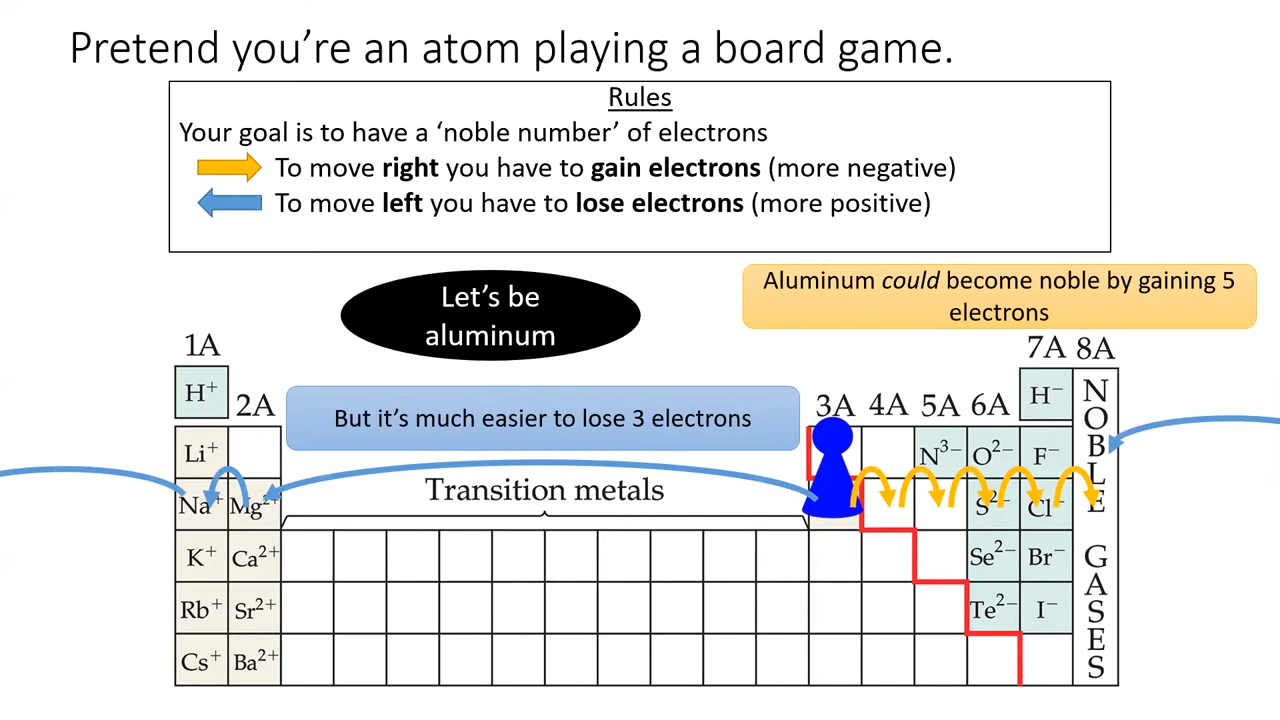 Pretend you're an atom playing a board game.
Rules
Your goal is to have a 'noble number' of electrons
To move right you have to gain electrons (more negative)
To move left you have to lose electrons (more positive)
Let's be
aluminum
Aluminum could become noble by gaining 5
electrons
But it's much easier to lose 3 electrons
1A 7A 8A
H⁺ 2A 3A 4A 5A 6A H⁻
Li⁺ N³⁻ O²⁻ F⁻
Na⁺ Mg²⁺ Transition metals S²⁻ Cl⁻
K⁺ Ca²⁺ Se²⁻ Br⁻
Rb⁺ Sr²⁺ Te²⁻ I⁻
Cs⁺ Ba²⁺
NOBLE GASES